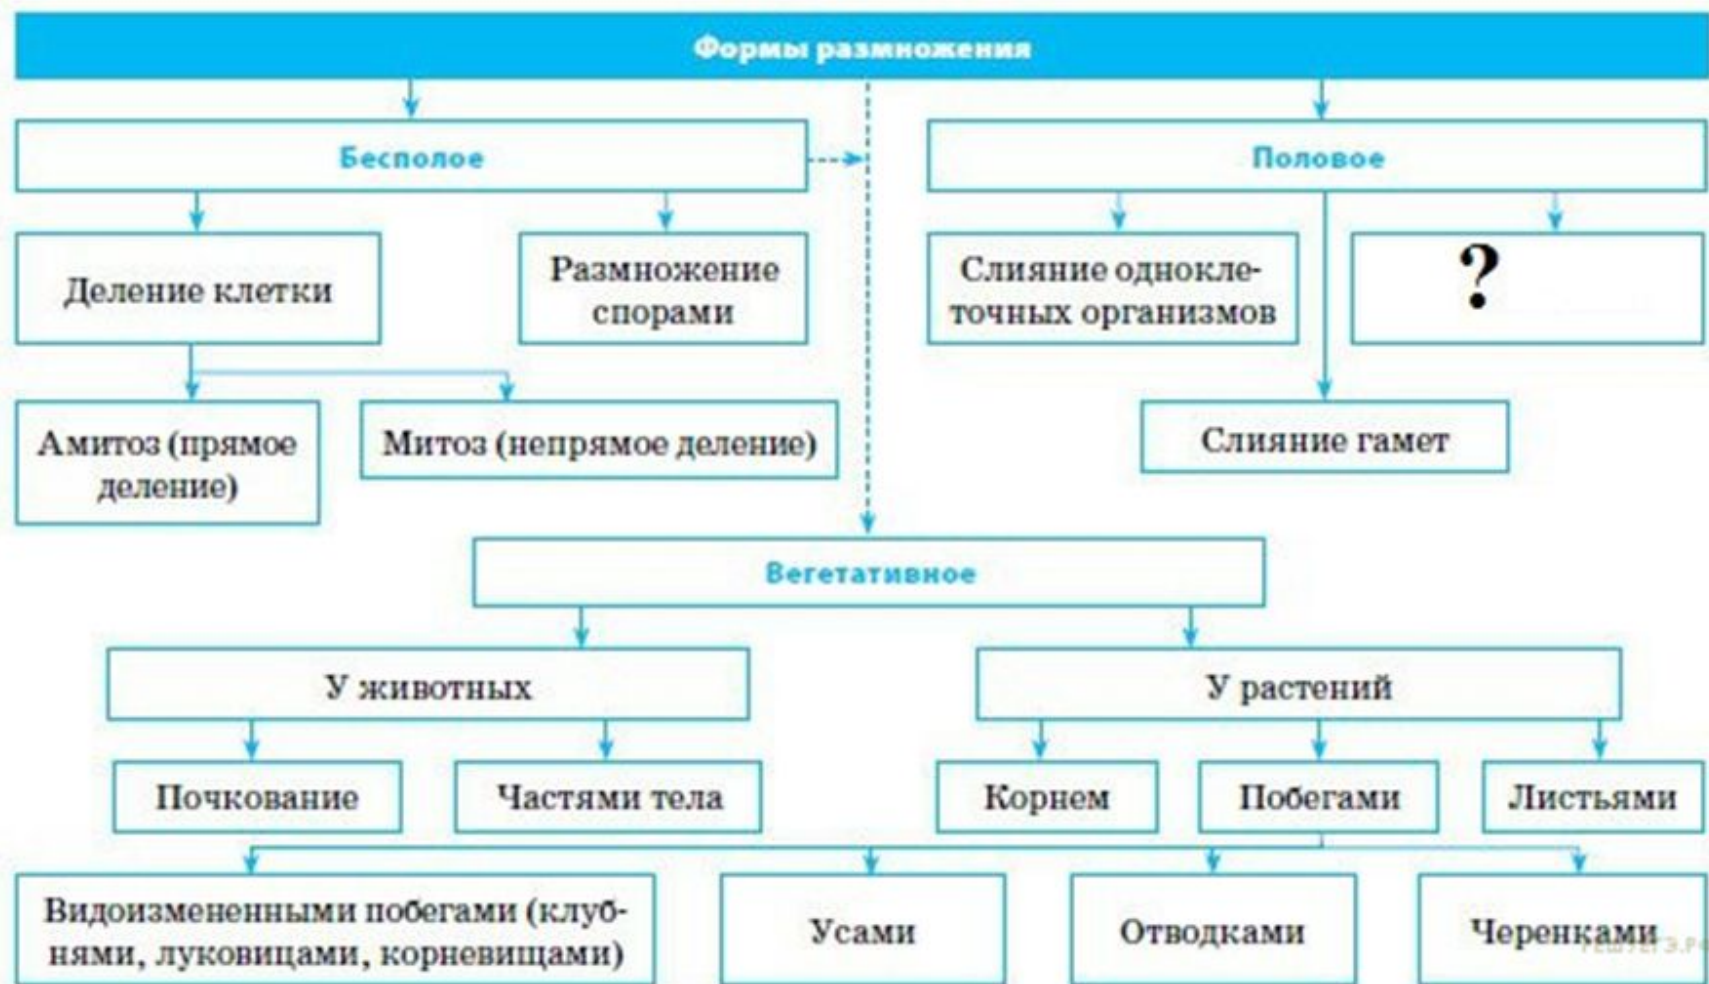 Формы размножения
Бесполое
Половое
Деление клетки
Размножение
спорами
Слияние однокле-
точных организмов
?
Амитоз (прямое
деление)
Митоз (непрямое деление)
Слияние гамет
Вегетативное
У животных
У растений
Почкование
Частями тела
Корнем
Побегами
Листьями
Видоизмененными побегами (клуб-
нями, луковицами, корневищами)
Усами
Отводками
Черенками